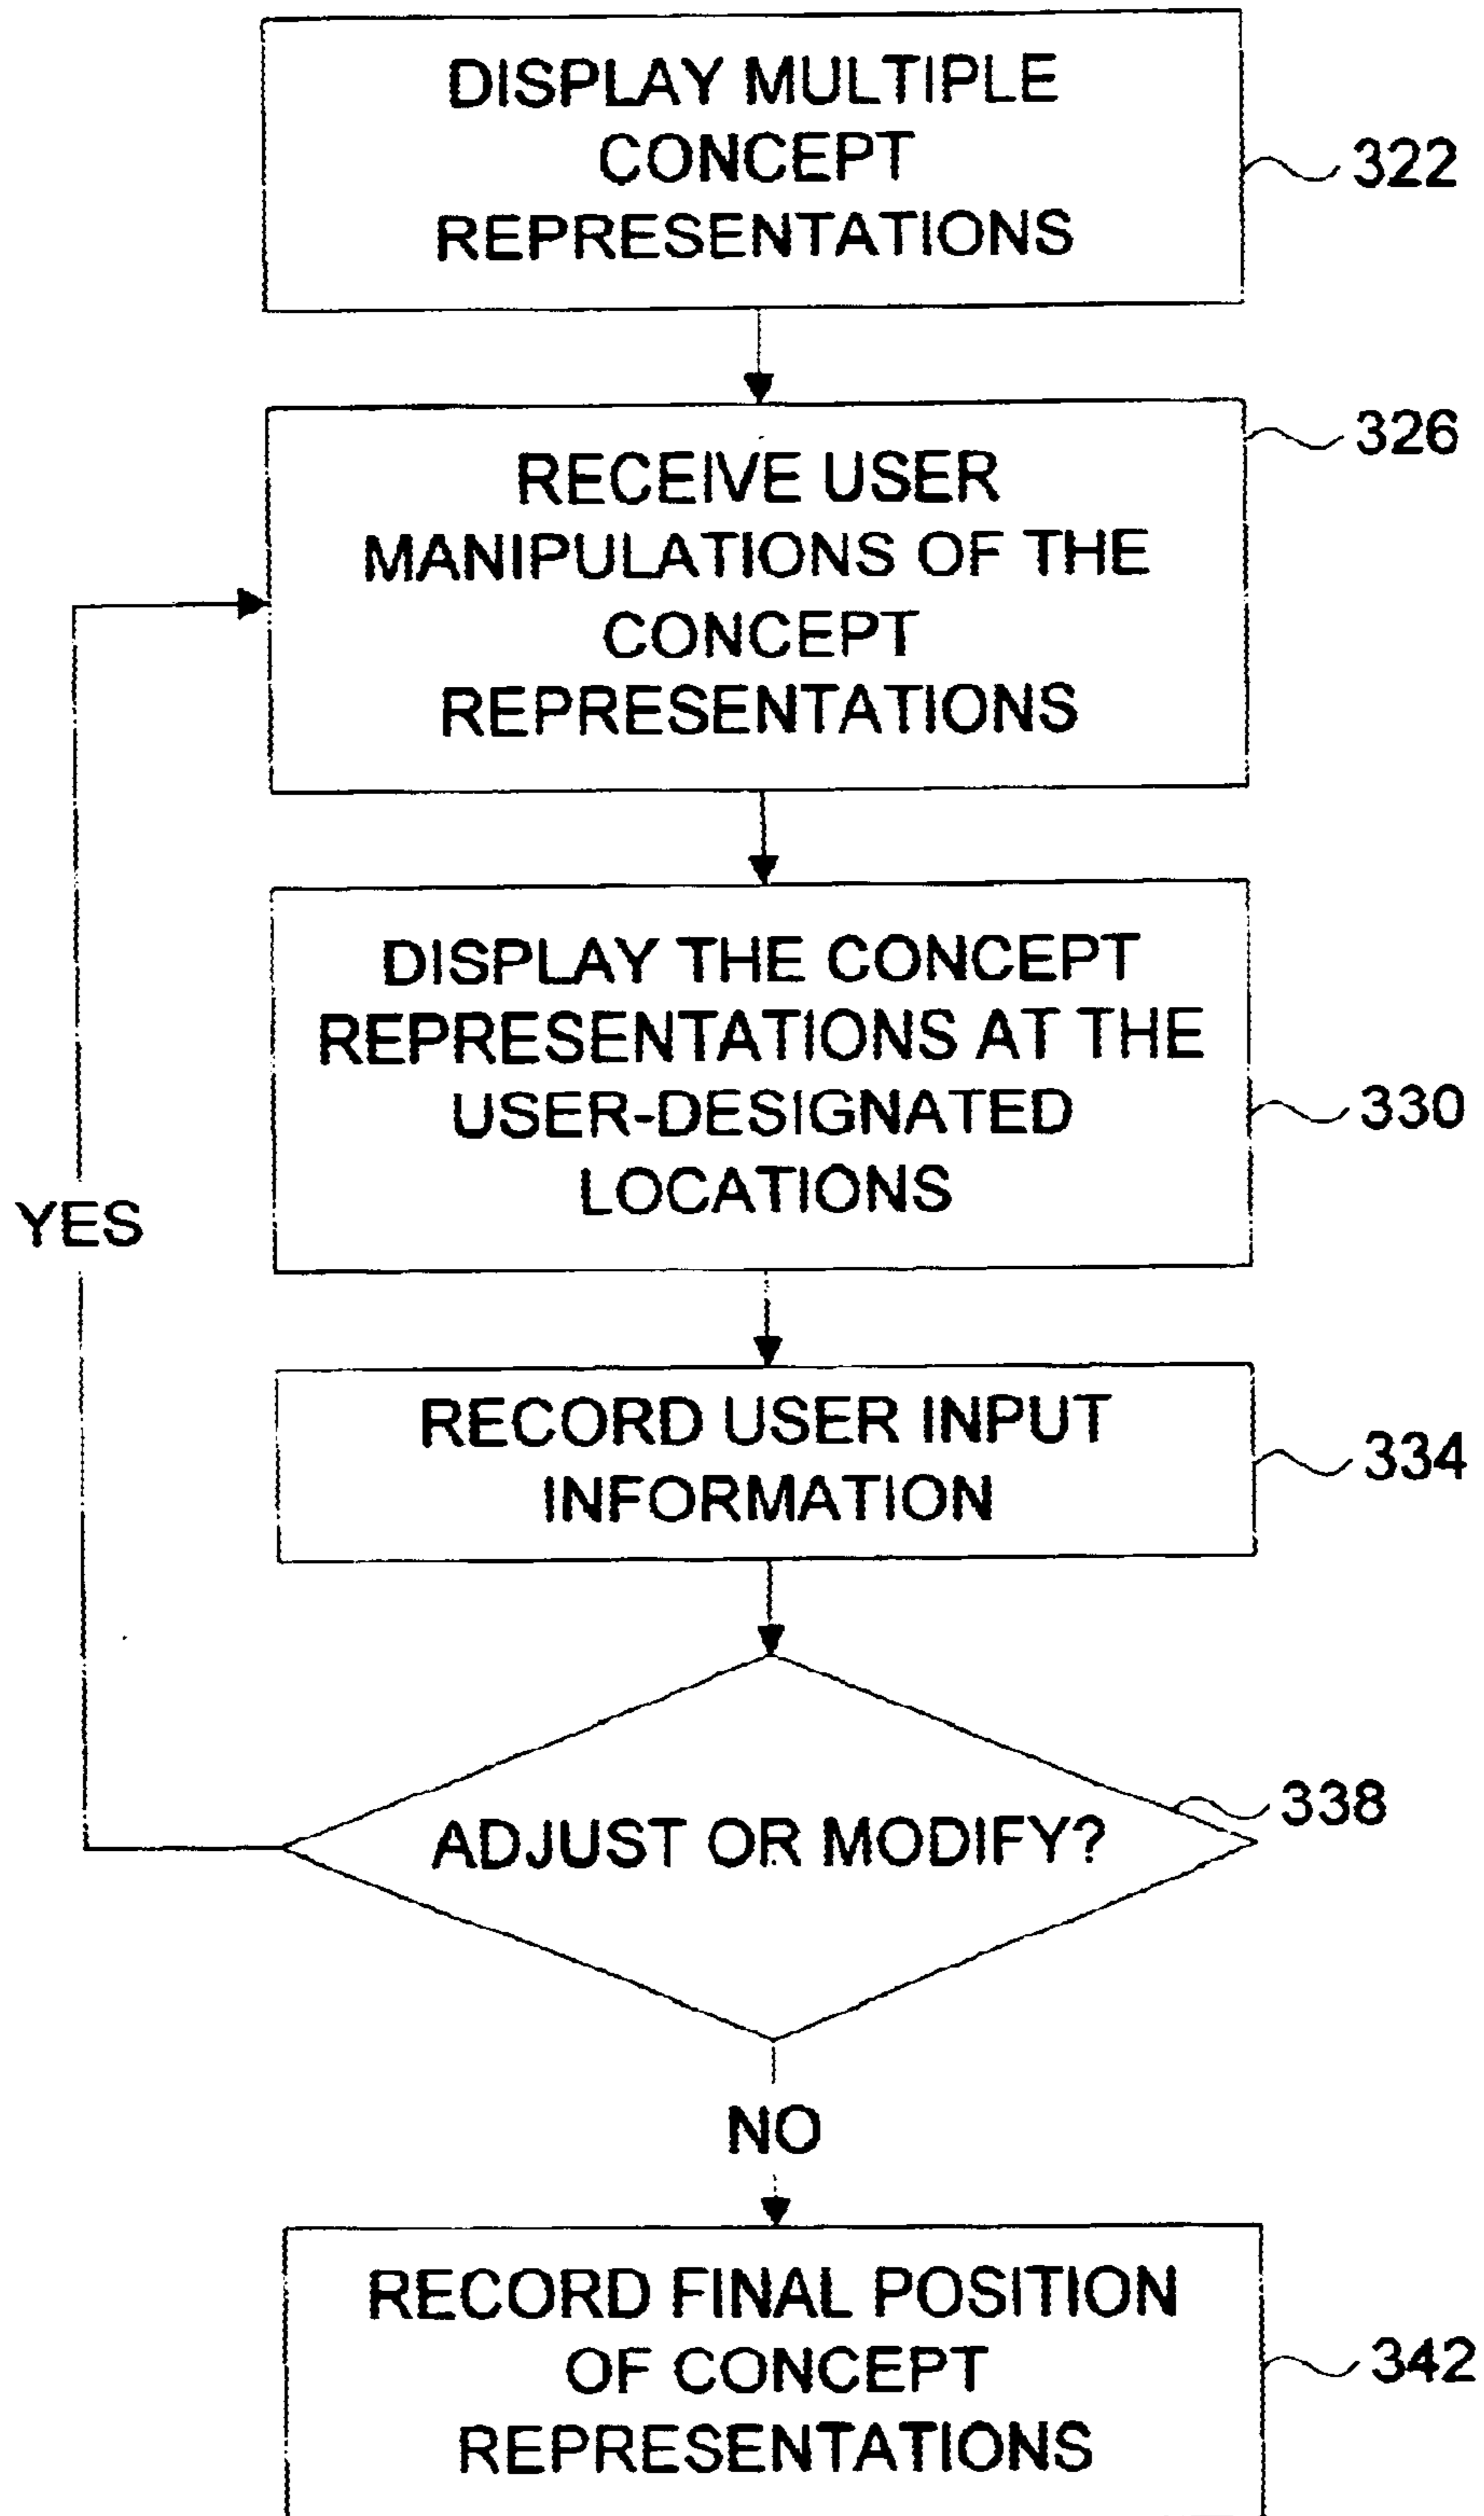 DISPLAY MULTIPLE
CONCEPT
REPRESENTATIONS
322
326
RECEIVE USER
MANIPULATIONS OF THE
CONCEPT
REPRESENTATIONS
DISPLAY THE CONCEPT
REPRESENTATIONS AT THE
USER-DESIGNATED
LOCATIONS
330
YES
RECORD USER INPUT
INFORMATION
334
338
ADJUST OR MODIFY?
NO
RECORD FINAL POSITION
OF CONCEPT
REPRESENTATIONS
342